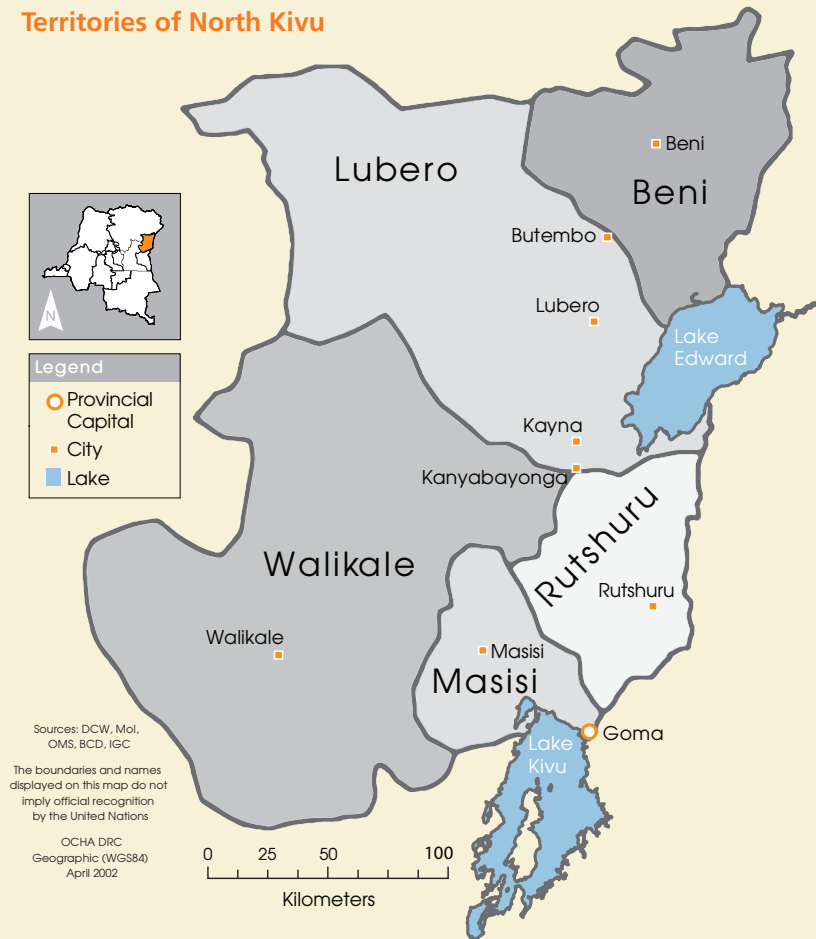 Territories of North Kivu
Lubero
Beni
Beni
Butembo
Lubero
Lake
Edward
N
Legend
Provincial
Capital
City
Lake
Kayna
Kanyabayonga
Walikale
Rutshuru
Rutshuru
Walikale
Masisi
Masisi
Goma
Lake
Kivu
Sources: DCW, MoI,
OMS, BCD, IGC
The boundaries and names
displayed on this map do not
imply official recognition
by the United Nations
OCHA DRC
Geographic (WGS84)
April 2002
0 25 50 100
Kilometers